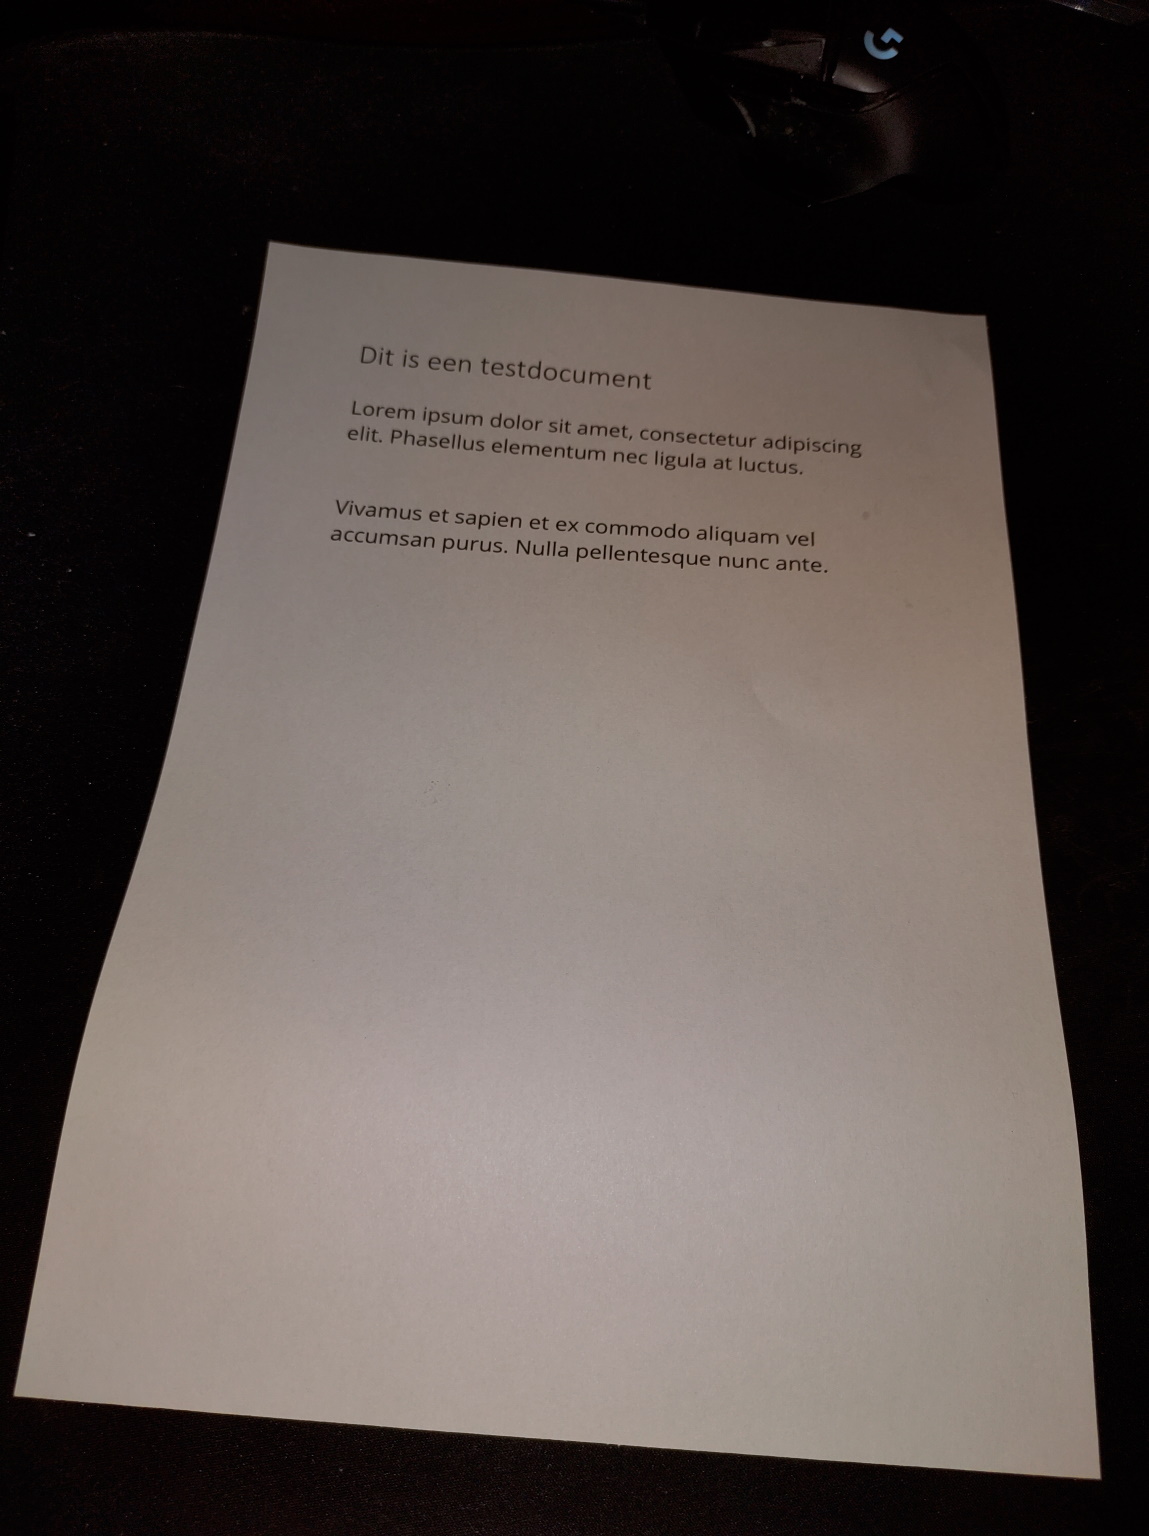 Dit is een testdocument
Lorem ipsum dolor sit amet, consectetur adipiscing
elit. Phasellus elementum nec ligula at luctus.
Vivamus et sapien et ex commodo aliquam vel
accumsan purus. Nulla pellentesque nunc ante.